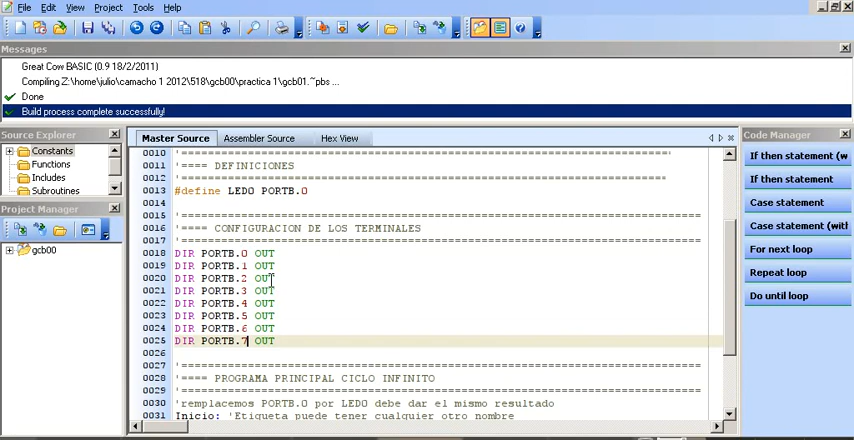 File Edit View Project Tools Help
Messages
Great Cow BASIC (0.9 18/2/2011)
Compiling Z:\home\julio\camacho 1 2012\518\gcb00\practica 1\gcb01.~pbs ...
Done
Build process complete successfully!
Source Explorer
Constants
Functions
Includes
Subroutines
Project Manager
gcb00
Master Source Assembler Source Hex View
0010 '===========================================================================
0011 '==== DEFINICIONES
0012 '==========================================================================
0013 #define LED0 PORTB.0
0014
0015 '================================================================================
0016 '==== CONFIGURACION DE LOS TERMINALES
0017 '================================================================================
0018 DIR PORTB.0 OUT
0019 DIR PORTB.1 OUT
0020 DIR PORTB.2 OUT
0021 DIR PORTB.3 OUT
0022 DIR PORTB.4 OUT
0023 DIR PORTB.5 OUT
0024 DIR PORTB.6 OUT
0025 DIR PORTB.7 OUT
0026
0027 '================================================================================
0028 '==== PROGRAMA PRINCIPAL CICLO INFINITO
0029 '================================================================================
0030 'remplacemos PORTB.0 por LED0 debe dar el mismo resultado
0031 Inicio: 'Etiqueta puede tener cualquier otro nombre
Code Manager
If then statement (w
If then statement
Case statement
Case statement (witl
For next loop
Repeat loop
Do until loop